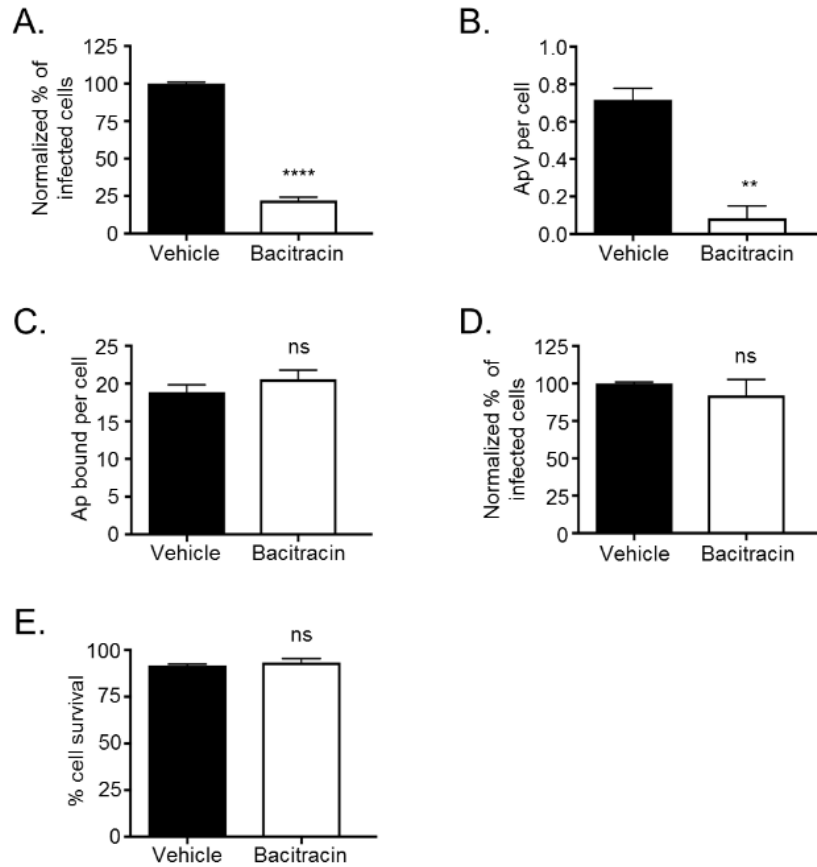 A.
Normalized % of
infected cells
125
100
75
50
25
0
****
Vehicle Bacitracin
B.
ApV per cell
1.0
0.8
0.6
0.4
0.2
0.0
**
Vehicle Bacitracin
C.
Ap bound per cell
25
20
15
10
5
0
ns
Vehicle Bacitracin
D.
Normalized % of
infected cells
125
100
75
50
25
0
ns
Vehicle Bacitracin
E.
% cell survival
100
75
50
25
0
ns
Vehicle Bacitracin